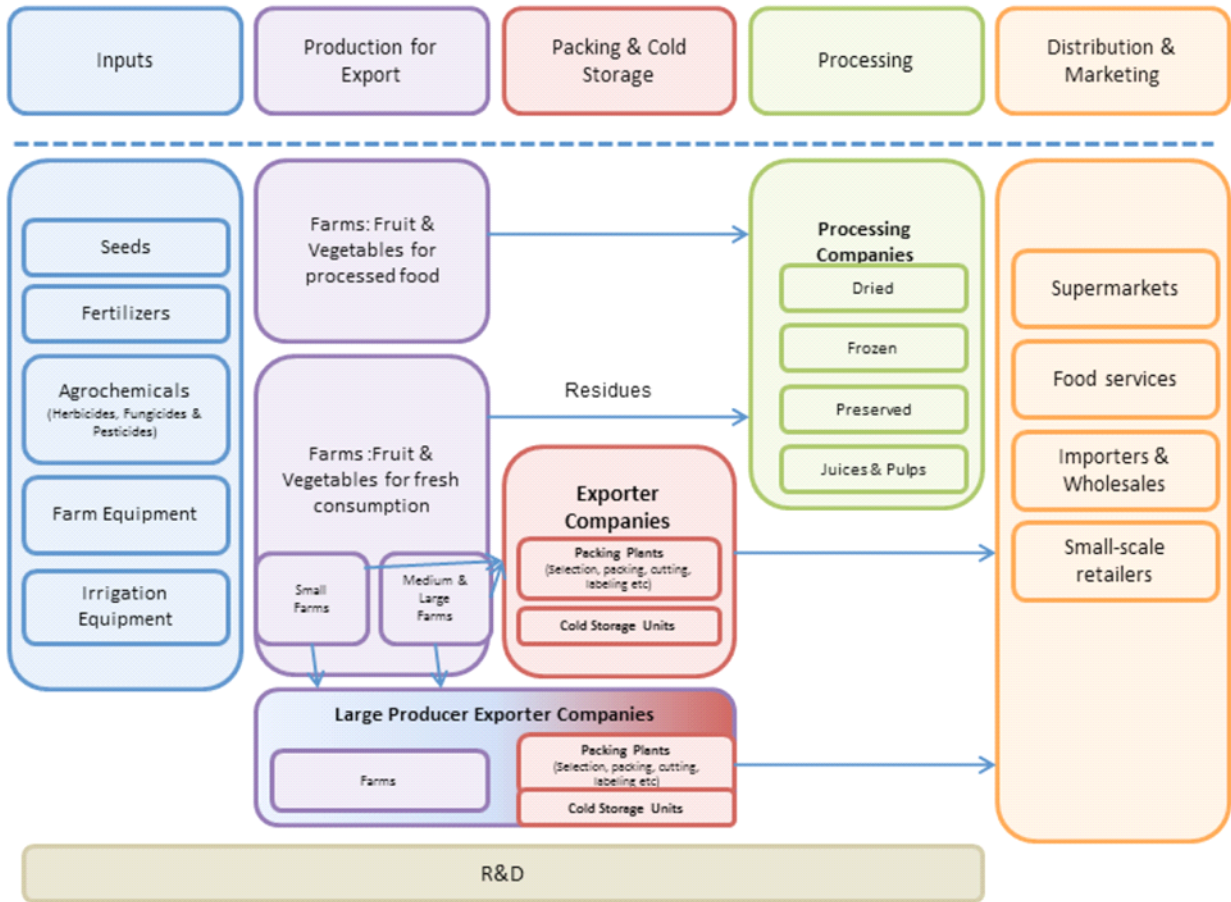 Inputs
Production for
Export
Packing & Cold
Storage
Processing
Distribution &
Marketing
Seeds
Fertilizers
Agrochemicals
(Herbicides, Fungicides &
Pesticides)
Farm Equipment
Irrigation
Equipment
Farms: Fruit &
Vegetables for
processed food
Farms :Fruit &
Vegetables for fresh
consumption
Small
Farms
Medium &
Large
Farms
Residues
Exporter
Companies
Packing Plants
(Selection, packing, cutting,
labeling etc)
Cold Storage Units
Processing
Companies
Dried
Frozen
Preserved
Juices & Pulps
Supermarkets
Food services
Importers &
Wholesales
Small-scale
retailers
Large Producer Exporter Companies
Farms
Packing Plants
(Selection, packing, cutting,
labeling etc)
Cold Storage Units
R&D